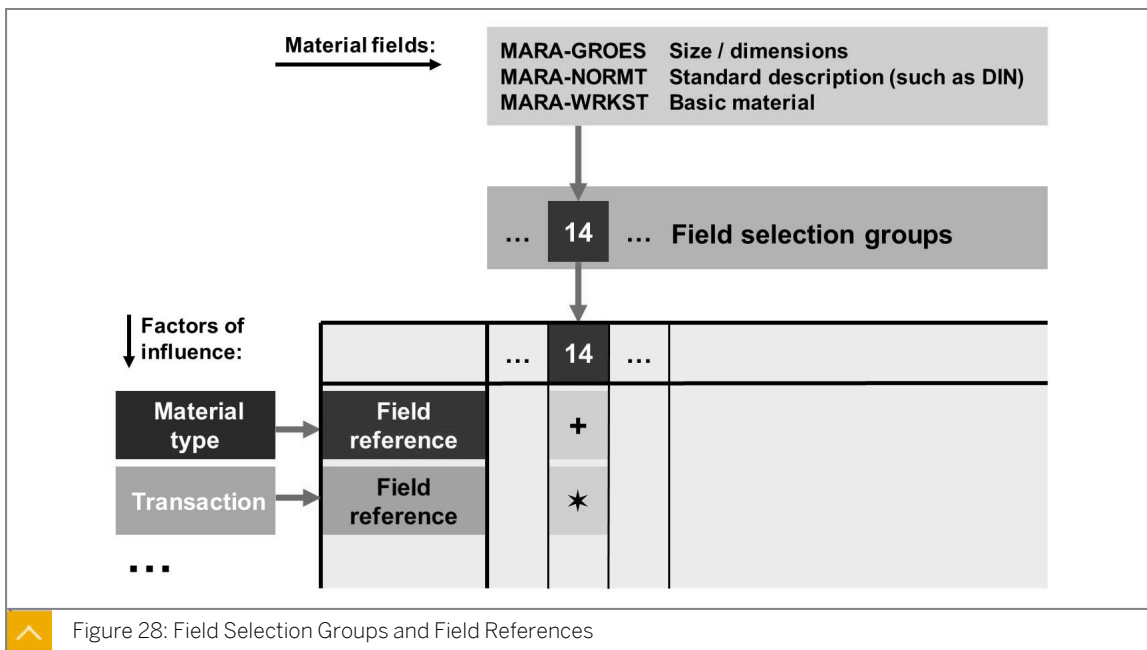 Material fields:
MARA-GROES Size / dimensions
MARA-NORMT Standard description (such as DIN)
MARA-WRKST Basic material
... 14 ... Field selection groups
Factors of
influence:
... 14 ...
Material
type
Field
reference
+
Transaction
Field
reference
✶
...
Figure 28: Field Selection Groups and Field References